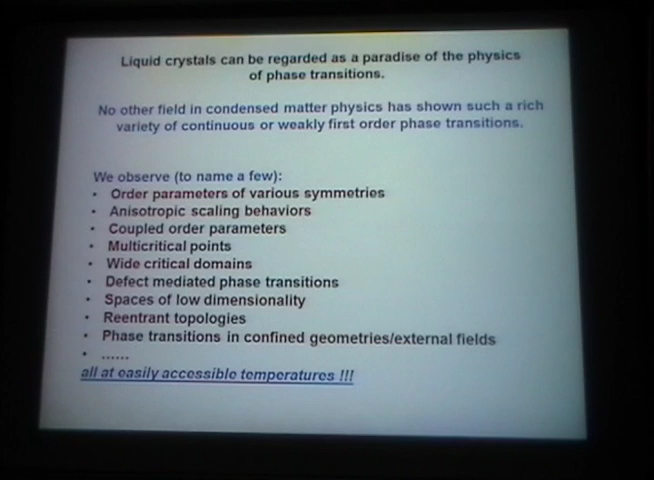 Liquid crystals can be regarded as a paradise of the physics
of phase transitions.
No other field in condensed matter physics has shown such a rich
variety of continuous or weakly first order phase transitions.
We observe (to name a few):
• Order parameters of various symmetries
• Anisotropic scaling behaviors
• Coupled order parameters
• Multicritical points
• Wide critical domains
• Defect mediated phase transitions
• Spaces of low dimensionality
• Reentrant topologies
• Phase transitions in confined geometries/external fields
• ......
all at easily accessible temperatures !!!